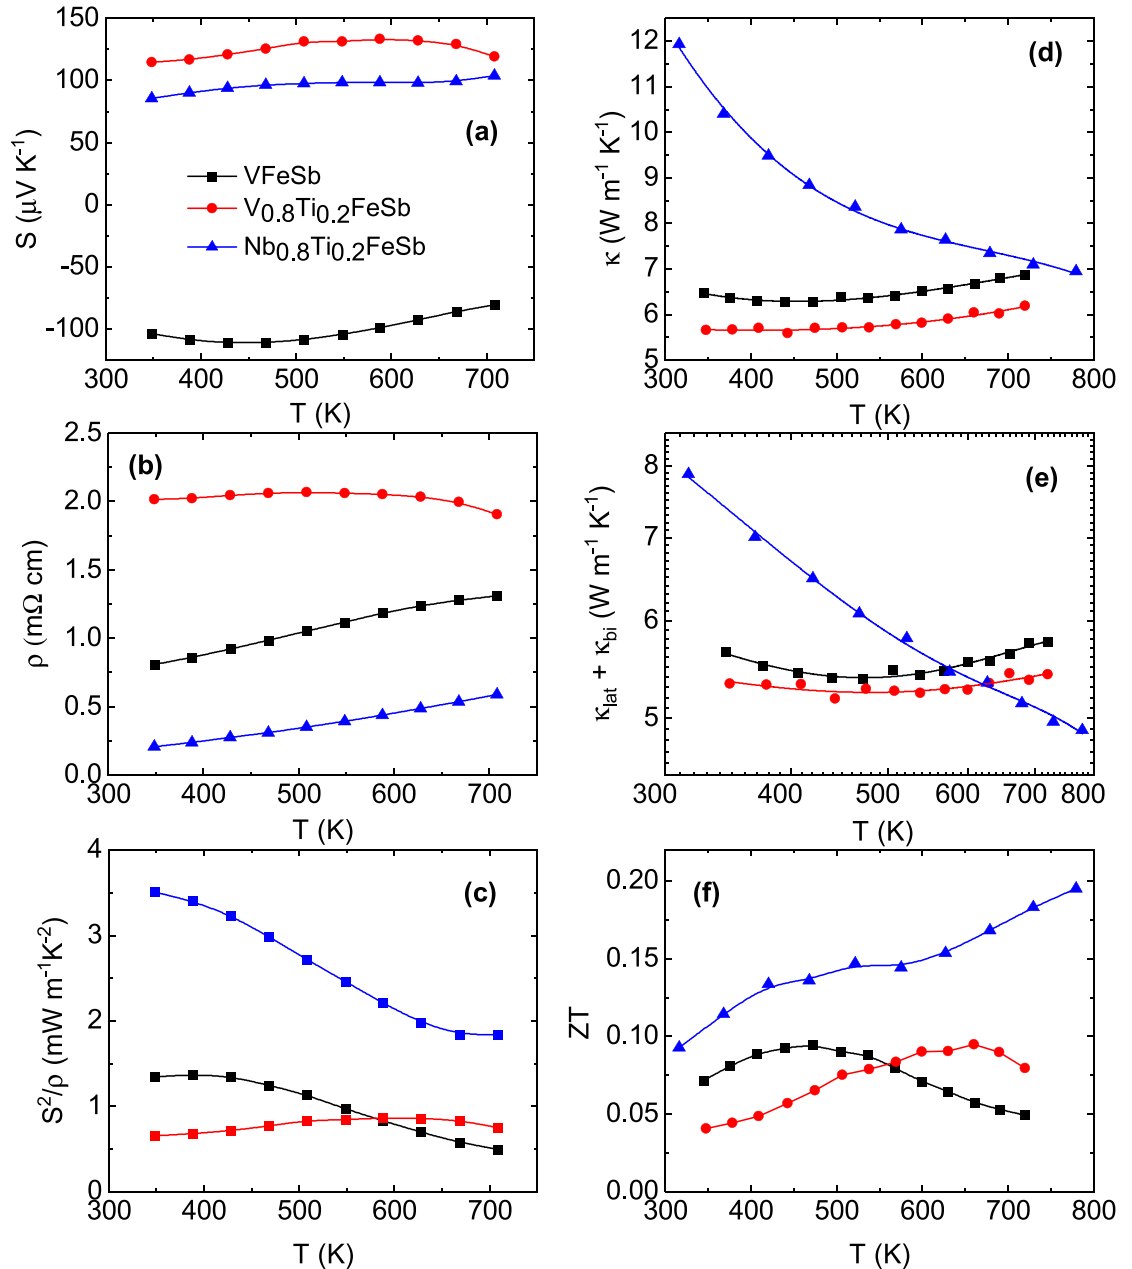 150
100
50
0
-50
-100
S (μV K⁻¹)
(a)
VFeSb
V₀.₈Ti₀.₂FeSb
Nb₀.₈Ti₀.₂FeSb
300 400 500 600 700
T (K)
12
11
10
9
8
7
6
5
κ (W m⁻¹ K⁻¹)
(d)
300 400 500 600 700 800
T (K)
2.5
2.0
1.5
1.0
0.5
0.0
ρ (mΩ cm)
(b)
300 400 500 600 700
T (K)
8
7
6
5
κ_lat + κ_bi (W m⁻¹ K⁻¹)
(e)
300 400 500 600 700 800
T (K)
4
3
2
1
0
S²/ρ (mW m⁻¹K⁻²)
(c)
300 400 500 600 700
T (K)
0.20
0.15
0.10
0.05
0.00
ZT
(f)
300 400 500 600 700 800
T (K)